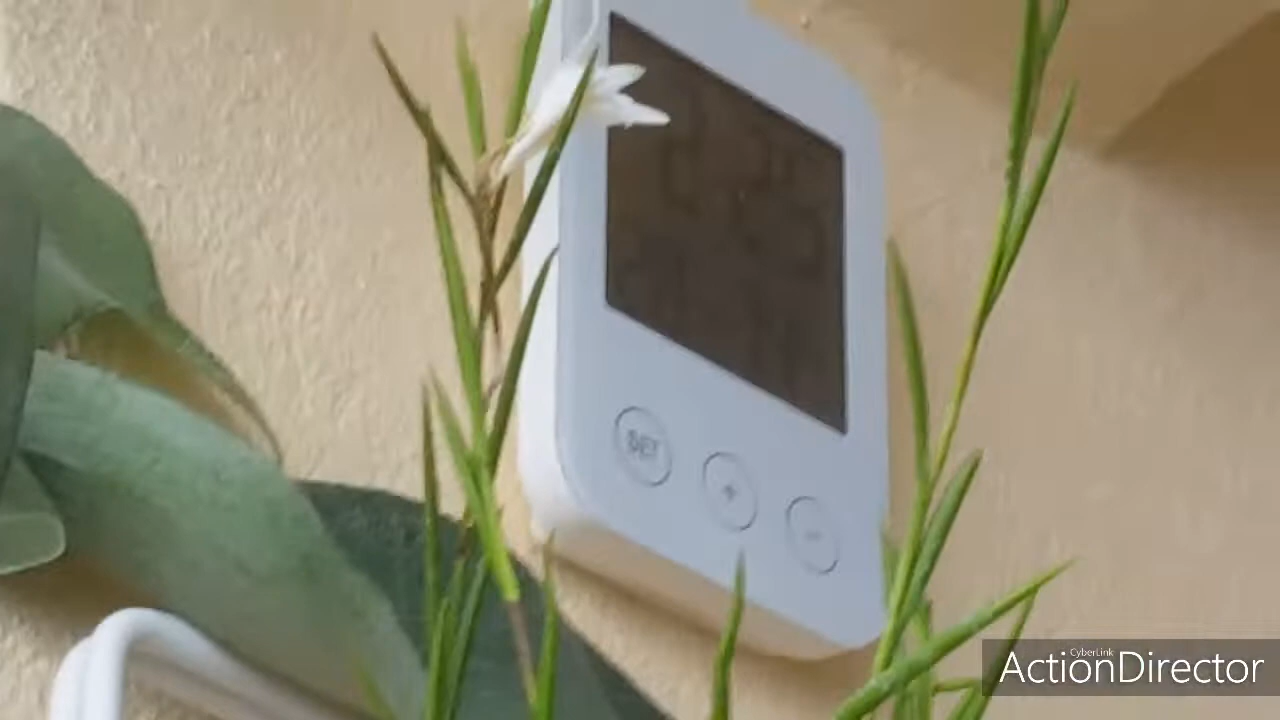 SET
+
-
CyberLink
ActionDirector